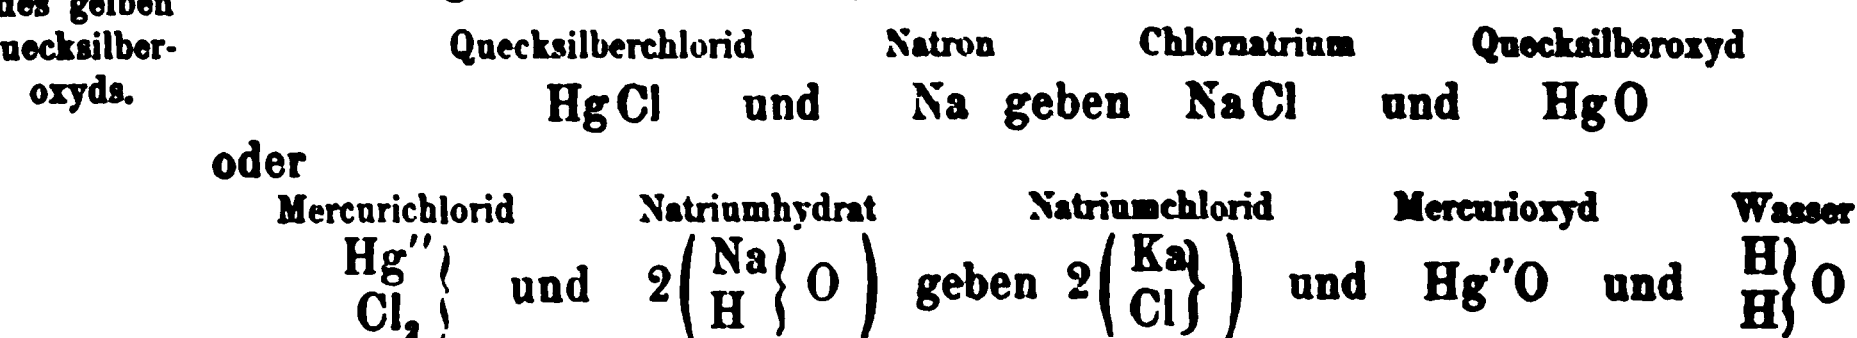 des gelben
uecksilber-
oxyds.
Quecksilberchlorid Natron Chlornatrium Quecksilberoxyd
HgCl und Na geben NaCl und HgO
oder
Mercurichlorid Natriumhydrat Natriumchlorid Mercurioxyd Wasser
Hg″ Na Ka H
} und 2( } O ) geben 2( } ) und Hg″O und } O
Cl₂ H Cl H